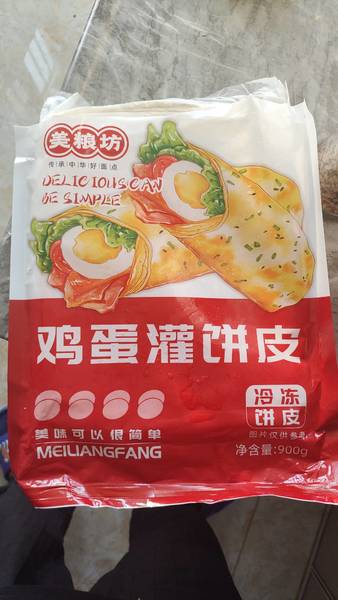 美粮坊
传承中华好面点
DELICIOUS CAN
BE SIMPLE
鸡蛋灌饼皮
冷冻
饼皮
图片仅供参考
美味可以很简单
MEILIANGFANG
净含量:900g